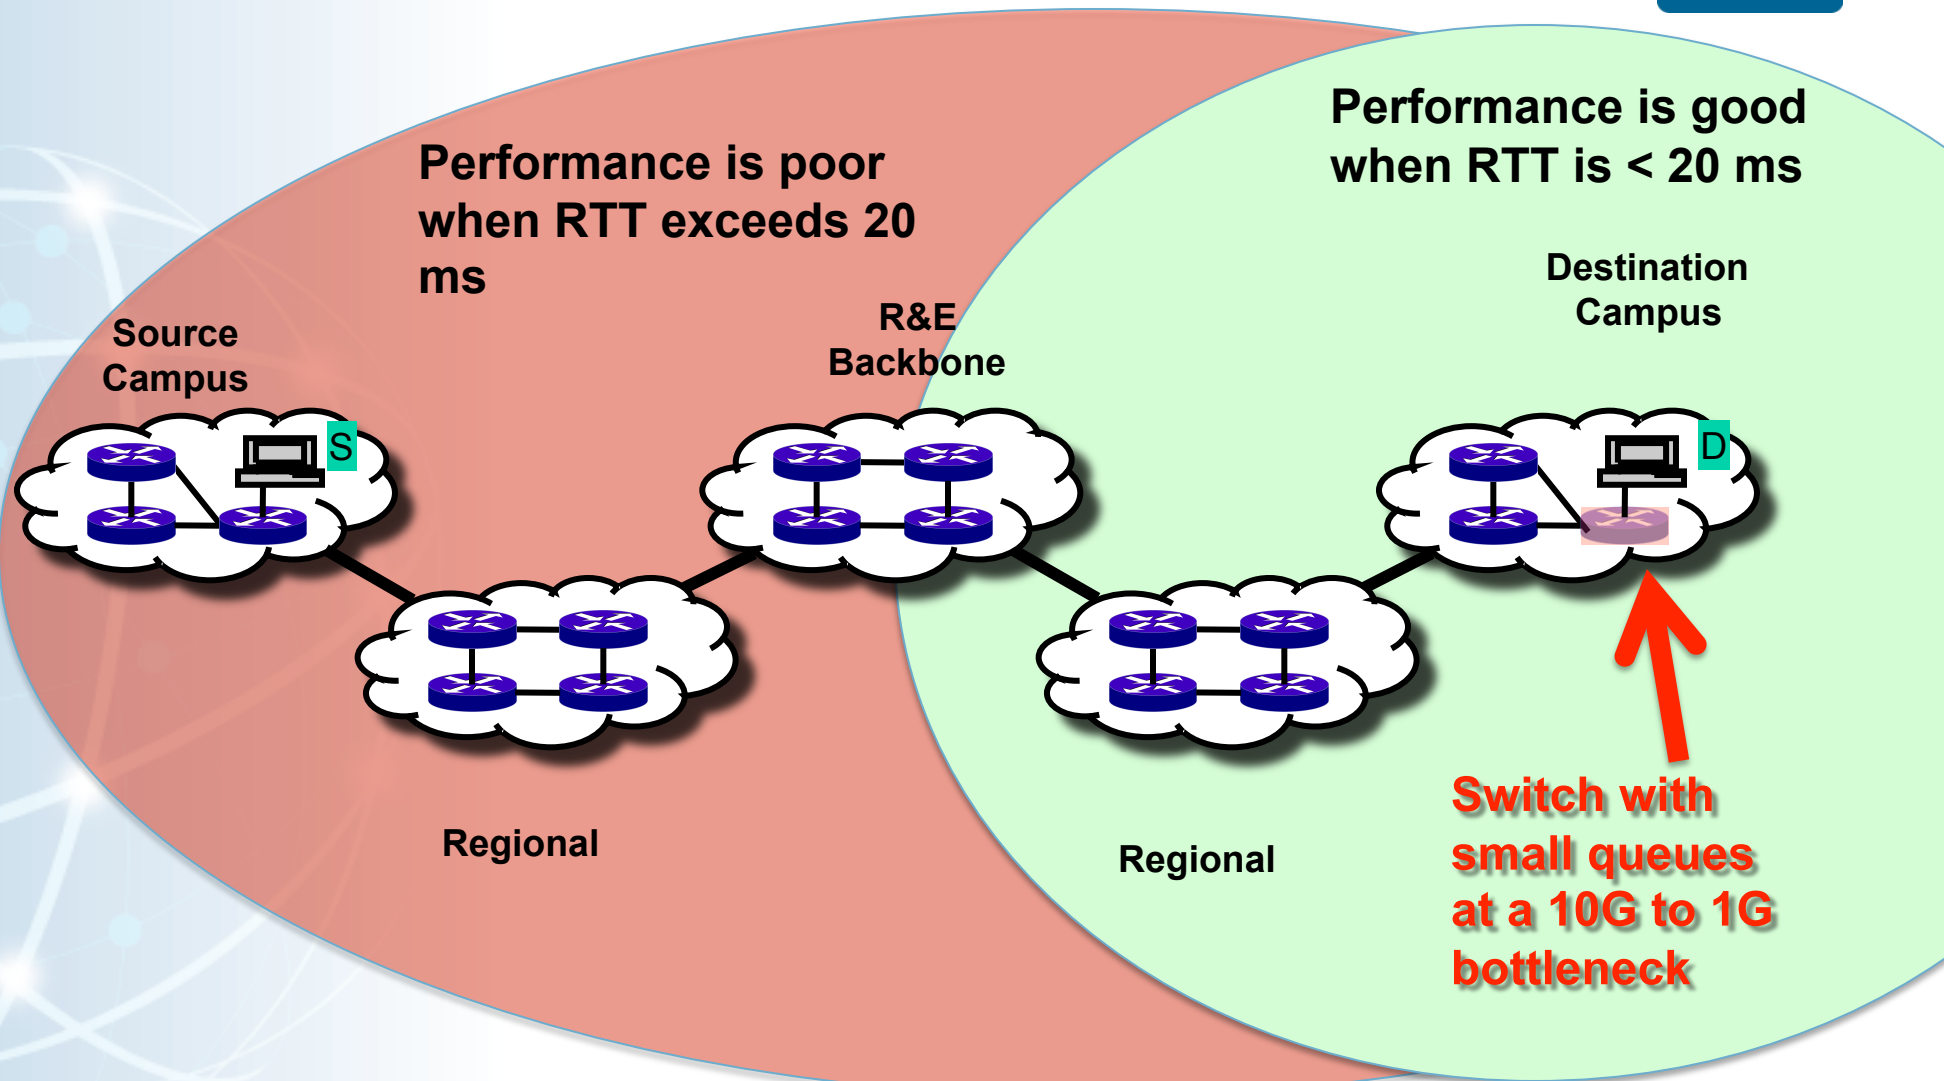 Performance is poor
when RTT exceeds 20
ms
Performance is good
when RTT is < 20 ms
Source
Campus
R&E
Backbone
Destination
Campus
S
D
Regional
Regional
Switch with
small queues
at a 10G to 1G
bottleneck